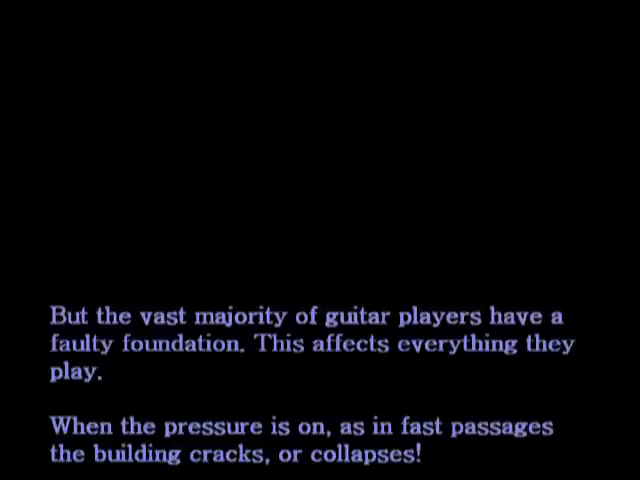 But the vast majority of guitar players have a
faulty foundation. This affects everything they
play.
When the pressure is on, as in fast passages
the building cracks, or collapses!